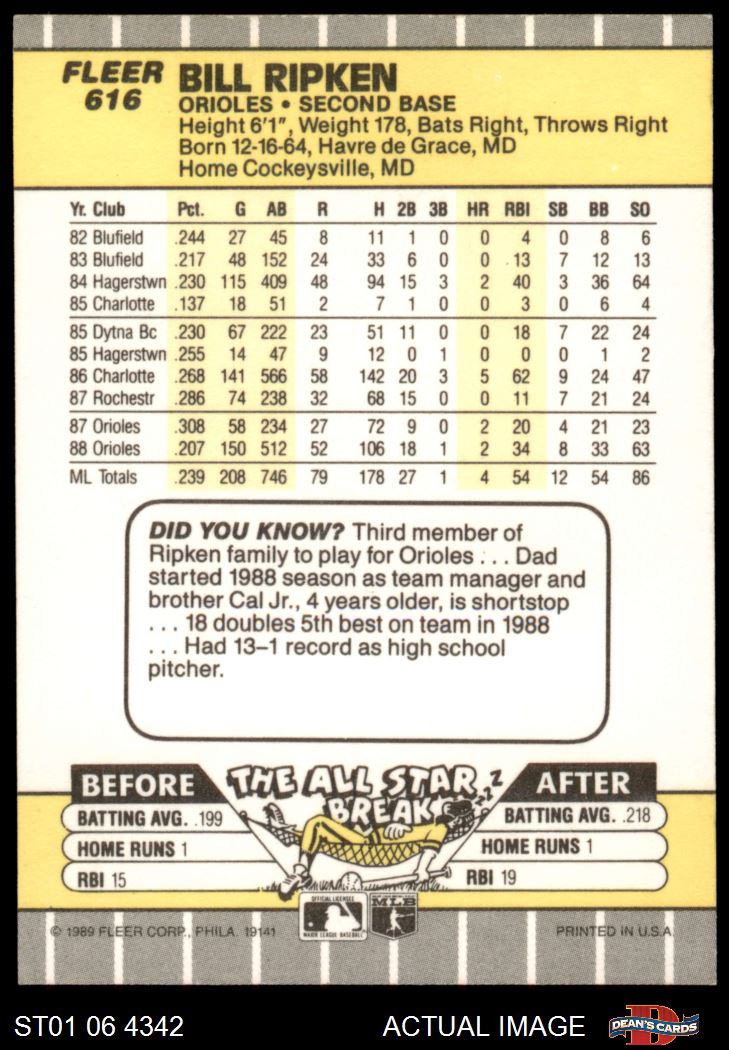 FLEER
616
BILL RIPKEN
ORIOLES • SECOND BASE
Height 6'1", Weight 178, Bats Right, Throws Right
Born 12-16-64, Havre de Grace, MD
Home Cockeysville, MD
Yr. Club Pct. G AB R H 2B 3B HR RBI SB BB SO
82 Blufield .244 27 45 8 11 1 0 0 4 0 8 6
83 Blufield .217 48 152 24 33 6 0 0 13 7 12 13
84 Hagerstwn .230 115 409 48 94 15 3 2 40 3 36 64
85 Charlotte .137 18 51 2 7 1 0 0 3 0 6 4
85 Dytna Bc .230 67 222 23 51 11 0 0 18 7 22 24
85 Hagerstwn .255 14 47 9 12 0 1 0 0 0 1 2
86 Charlotte .268 141 566 58 142 20 3 5 62 9 24 47
87 Rochestr .286 74 238 32 68 15 0 0 11 7 21 24
87 Orioles .308 58 234 27 72 9 0 2 20 4 21 23
88 Orioles .207 150 512 52 106 18 1 2 34 8 33 63
ML Totals .239 208 746 79 178 27 1 4 54 12 54 86
DID YOU KNOW? Third member of
Ripken family to play for Orioles . . . Dad
started 1988 season as team manager and
brother Cal Jr., 4 years older, is shortstop
. . . 18 doubles 5th best on team in 1988
. . . Had 13–1 record as high school
pitcher.
BEFORE THE ALL STAR BREAK ZZZ AFTER
BATTING AVG. .199 BATTING AVG. .218
HOME RUNS 1 HOME RUNS 1
RBI 15 RBI 19
OFFICIAL LICENSEE
MAJOR LEAGUE BASEBALL
MLB
© 1989 FLEER CORP., PHILA. 19141 PRINTED IN U.S.A.
ST01 06 4342 ACTUAL IMAGE D DEAN'S CARDS